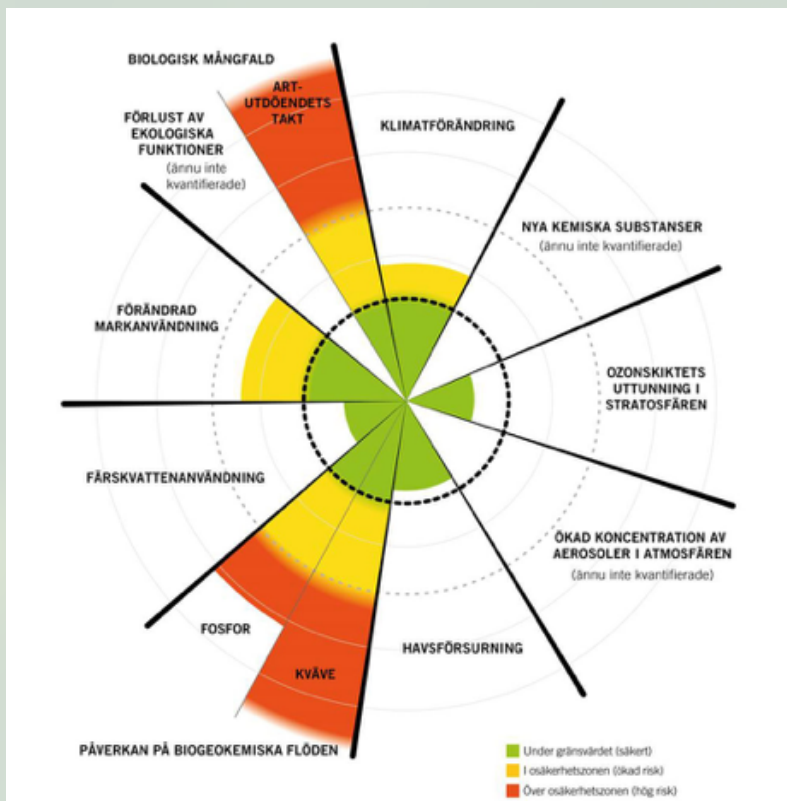 BIOLOGISK MÅNGFALD
ART-
UTDÖENDETS
TAKT
FÖRLUST AV
EKOLOGISKA
FUNKTIONER
(ännu inte
kvantifierade)
KLIMATFÖRÄNDRING
NYA KEMISKA SUBSTANSER
(ännu inte kvantifierade)
FÖRÄNDRAD
MARKANVÄNDNING
OZONSKIKTETS
UTTUNNING I
STRATOSFÄREN
FÄRSKVATTENANVÄNDNING
ÖKAD KONCENTRATION AV
AEROSOLER I ATMOSFÄREN
(ännu inte kvantifierade)
FOSFOR
HAVSFÖRSURNING
KVÄVE
PÅVERKAN PÅ BIOGEOKEMISKA FLÖDEN
Under gränsvärdet (säkert)
I osäkerhetszonen (ökad risk)
Över osäkerhetszonen (hög risk)